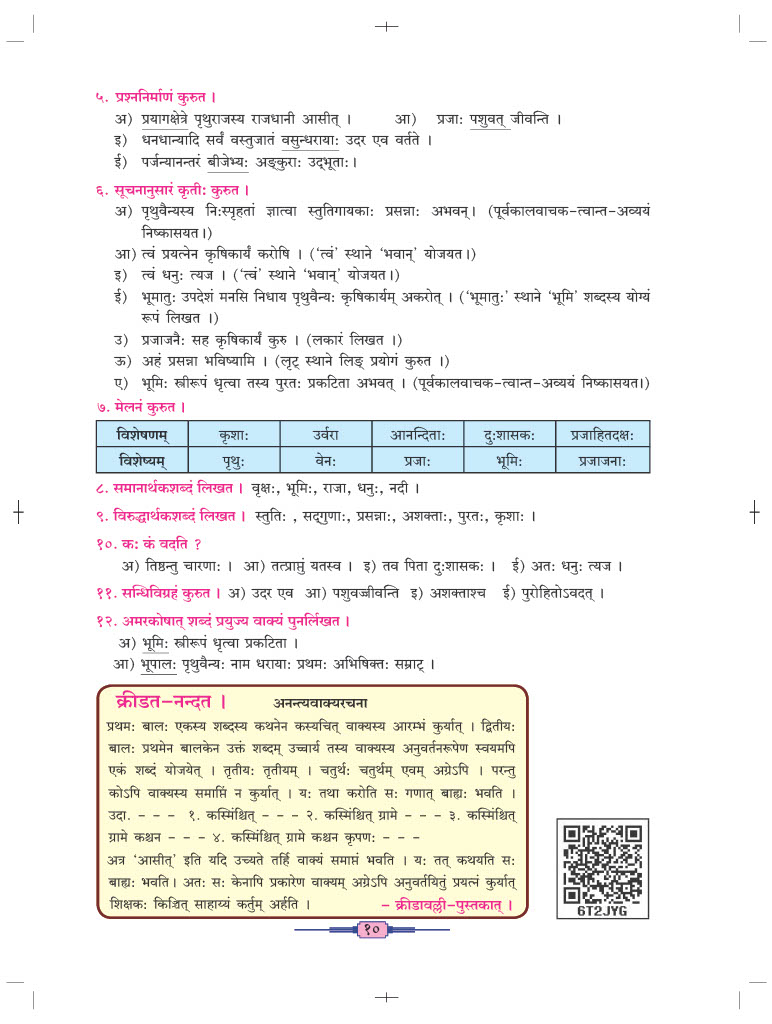 ५. प्रश्ननिर्माणं कुरुत ।
अ) प्रयागक्षेत्रे पृथुराजस्य राजधानी आसीत् । आ) प्रजाः पशुवत् जीवन्ति ।
इ) धनधान्यादि सर्वं वस्तुजातं वसुन्धरायाः उदर एव वर्तते ।
ई) पर्जन्यानन्तरं बीजेभ्यः अङ्कुराः उद्भूताः।
६. सूचनानुसारं कृतीः कुरुत ।
अ) पृथुवैन्यस्य निःस्पृहतां ज्ञात्वा स्तुतिगायकाः प्रसन्नाः अभवन्। (पूर्वकालवाचक-त्वान्त-अव्ययं
निष्कासयत।)
आ) त्वं प्रयत्नेन कृषिकार्यं करोषि । ('त्वं' स्थाने 'भवान्' योजयत।)
इ) त्वं धनुः त्यज । ('त्वं' स्थाने 'भवान्' योजयत।)
ई) भूमातुः उपदेशं मनसि निधाय पृथुवैन्यः कृषिकार्यम् अकरोत् । ('भूमातुः' स्थाने 'भूमि' शब्दस्य योग्यं
रूपं लिखत ।)
उ) प्रजाजनैः सह कृषिकार्यं कुरु । (लकारं लिखत ।)
ऊ) अहं प्रसन्ना भविष्यामि । (लृट् स्थाने लिङ् प्रयोगं कुरुत ।)
ए) भूमिः स्त्रीरूपं धृत्वा तस्य पुरतः प्रकटिता अभवत् । (पूर्वकालवाचक-त्वान्त-अव्ययं निष्कासयत।)
७. मेलनं कुरुत ।
विशेषणम् कृशाः उर्वरा आनन्दिताः दुःशासकः प्रजाहितदक्षः
विशेष्यम् पृथुः वेनः प्रजाः भूमिः प्रजाजनाः
८. समानार्थकशब्दं लिखत । वृक्षः, भूमिः, राजा, धनुः, नदी ।
९. विरुद्धार्थकशब्दं लिखत । स्तुतिः , सद्गुणाः, प्रसन्नाः, अशक्ताः, पुरतः, कृशाः ।
१०. कः कं वदति ?
अ) तिष्ठन्तु चारणाः । आ) तत्प्राप्तुं यतस्व । इ) तव पिता दुःशासकः । ई) अतः धनुः त्यज ।
११. सन्धिविग्रहं कुरुत । अ) उदर एव आ) पशुवज्जीवन्ति इ) अशक्ताश्च ई) पुरोहितोऽवदत् ।
१२. अमरकोषात् शब्दं प्रयुज्य वाक्यं पुनर्लिखत ।
अ) भूमिः स्त्रीरूपं धृत्वा प्रकटिता ।
आ) भूपालः पृथुवैन्यः नाम धरायाः प्रथमः अभिषिक्तः सम्राट् ।
क्रीडत-नन्दत । अनन्त्यवाक्यरचना
प्रथमः बालः एकस्य शब्दस्य कथनेन कस्यचित् वाक्यस्य आरम्भं कुर्यात् । द्वितीयः
बालः प्रथमेन बालकेन उक्तं शब्दम् उच्चार्य तस्य वाक्यस्य अनुवर्तनरूपेण स्वयमपि
एकं शब्दं योजयेत् । तृतीयः तृतीयम् । चतुर्थः चतुर्थम् एवम् अग्रेऽपि । परन्तु
कोऽपि वाक्यस्य समाप्तिं न कुर्यात् । यः तथा करोति सः गणात् बाह्यः भवति ।
उदा. - - - १. कस्मिंश्चित् - - - २. कस्मिंश्चित् ग्रामे - - - ३. कस्मिंश्चित्
ग्रामे कश्चन - - - ४. कस्मिंश्चित् ग्रामे कश्चन कृपणः - - -
अत्र 'आसीत्' इति यदि उच्यते तर्हि वाक्यं समाप्तं भवति । यः तत् कथयति सः
बाह्यः भवति। अतः सः केनापि प्रकारेण वाक्यम् अग्रेऽपि अनुवर्तयितुं प्रयत्नं कुर्यात्
शिक्षकः किञ्चित् साहाय्यं कर्तुम् अर्हति । - क्रीडावल्ली-पुस्तकात् ।
6T2JYG
१०